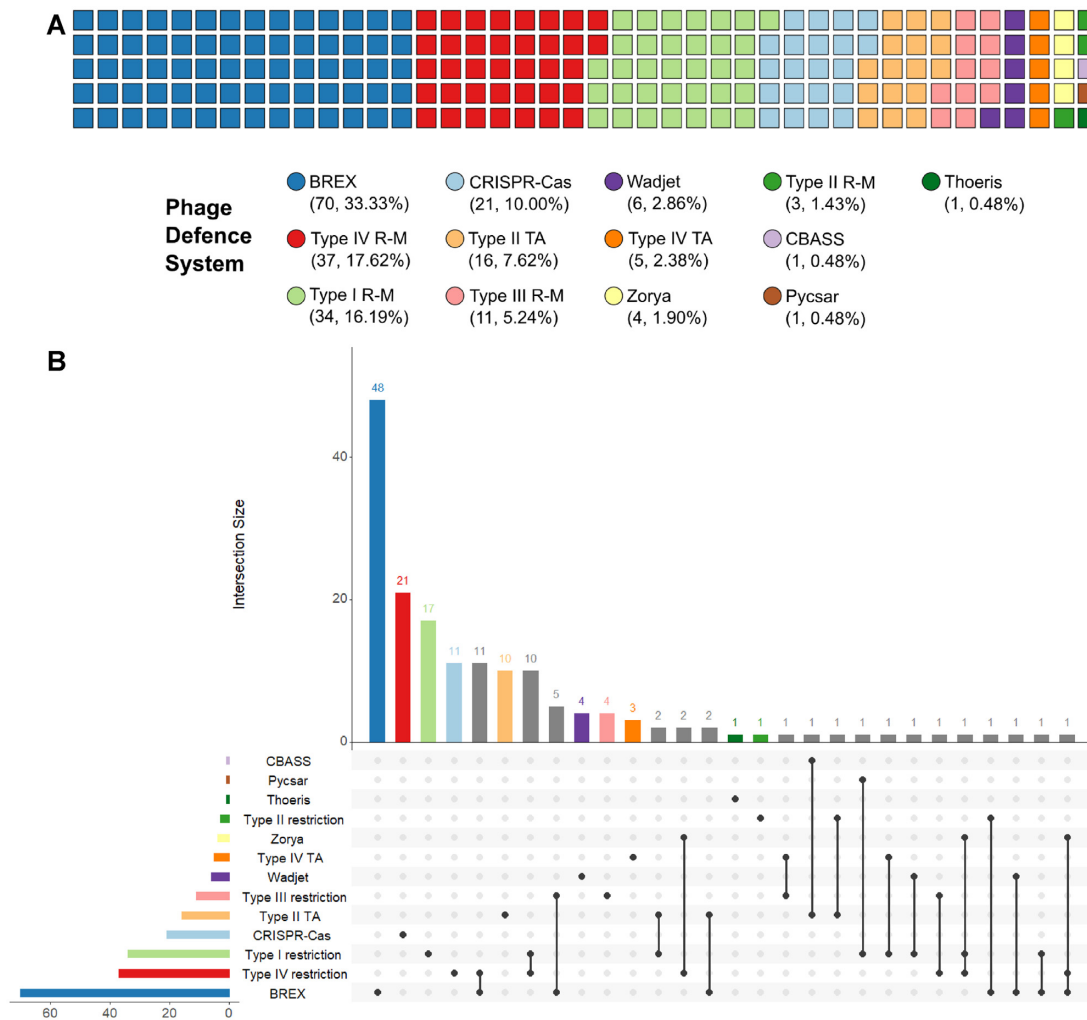 A
Phage
Defence
System
BREX
(70, 33.33%)
CRISPR-Cas
(21, 10.00%)
Wadjet
(6, 2.86%)
Type II R-M
(3, 1.43%)
Thoeris
(1, 0.48%)
Type IV R-M
(37, 17.62%)
Type II TA
(16, 7.62%)
Type IV TA
(5, 2.38%)
CBASS
(1, 0.48%)
Type I R-M
(34, 16.19%)
Type III R-M
(11, 5.24%)
Zorya
(4, 1.90%)
Pycsar
(1, 0.48%)
B
Intersection Size
40
20
0
48
21
17
11
11
10
10
5
4
4
3
2
2
2
1
1
1
1
1
1
1
1
1
1
1
1
1
1
CBASS
Pycsar
Thoeris
Type II restriction
Zorya
Type IV TA
Wadjet
Type III restriction
Type II TA
CRISPR-Cas
Type I restriction
Type IV restriction
BREX
60
40
20
0